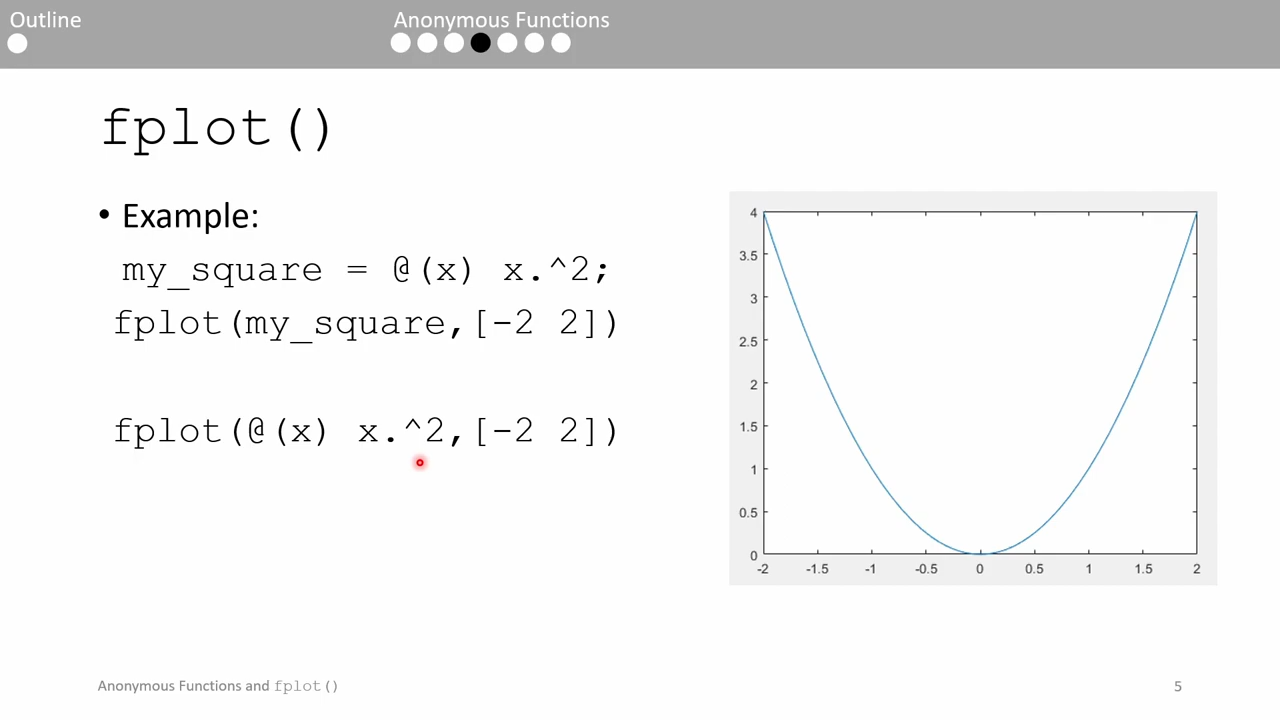 Outline
Anonymous Functions
fplot()
• Example:
my_square = @(x) x.^2;
fplot(my_square,[-2 2])
fplot(@(x) x.^2,[-2 2])
4
3.5
3
2.5
2
1.5
1
0.5
0
-2 -1.5 -1 -0.5 0 0.5 1 1.5 2
Anonymous Functions and fplot()
5